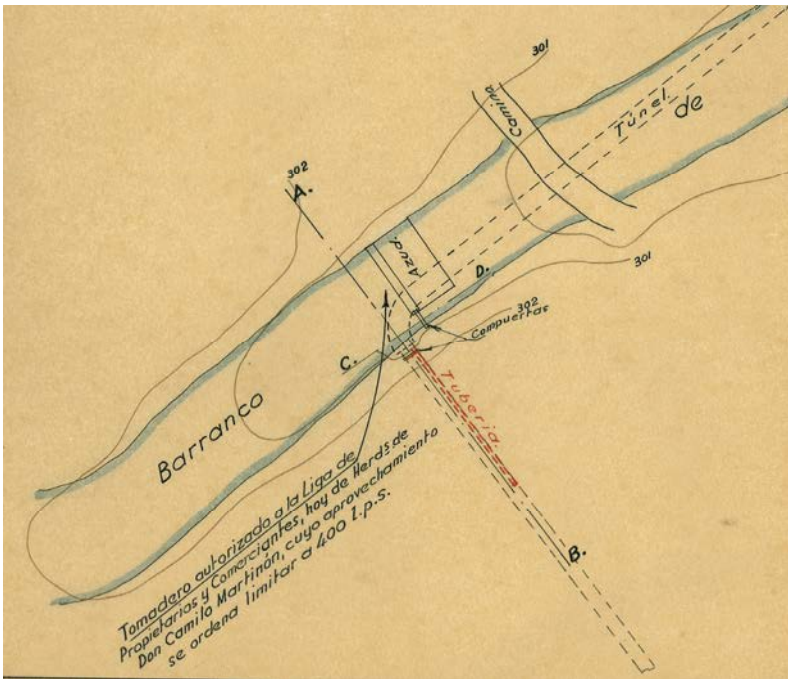 301
Túnel.
de
Camino
302
A.
Azud.
D.
301
302
Compuertas
C.
Tuberia.
Barranco
B.
Tomadero autorizado a la Liga de
Propietarios y Comerciantes, hoy de Herds de
Don Camilo Martinón, cuyo aprovechamiento
se ordena limitar a 400 l.p.s.